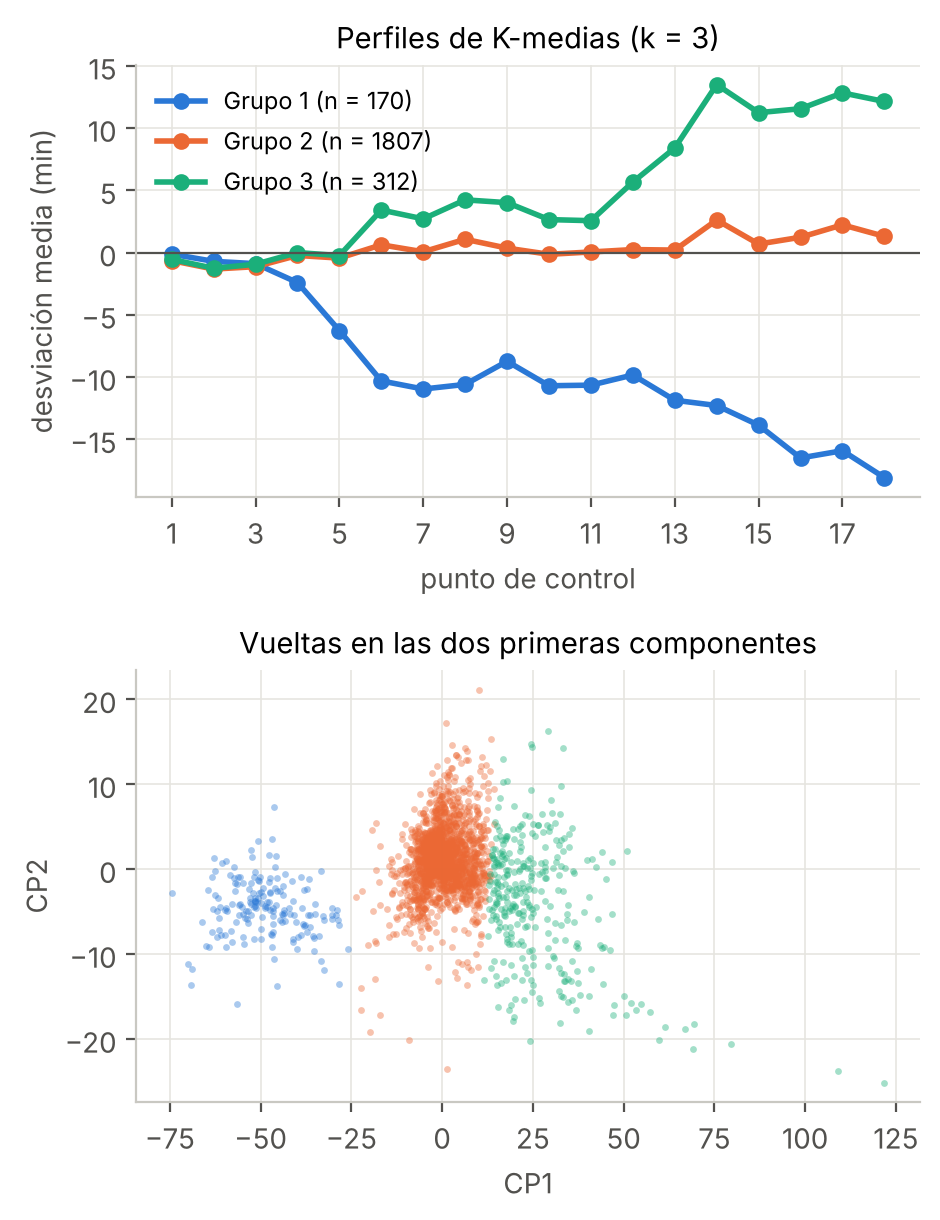 Perfiles de K-medias (k = 3)
15
10
5
0
−5
−10
−15
desviación media (min)
Grupo 1 (n = 170)
Grupo 2 (n = 1807)
Grupo 3 (n = 312)
1 3 5 7 9 11 13 15 17
punto de control
Vueltas en las dos primeras componentes
20
10
0
−10
−20
CP2
−75 −50 −25 0 25 50 75 100 125
CP1